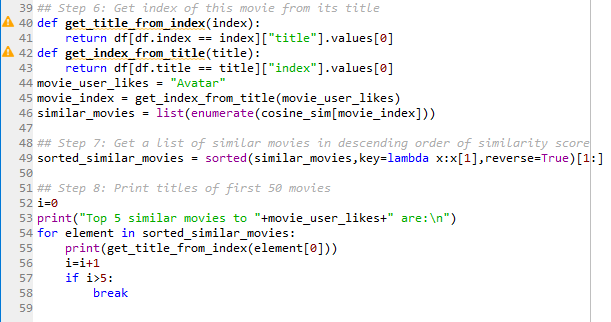 39 ## Step 6: Get index of this movie from its title
40 def get_title_from_index(index):
41     return df[df.index == index]["title"].values[0]
42 def get_index_from_title(title):
43     return df[df.title == title]["index"].values[0]
44 movie_user_likes = "Avatar"
45 movie_index = get_index_from_title(movie_user_likes)
46 similar_movies = list(enumerate(cosine_sim[movie_index]))
47
48 ## Step 7: Get a list of similar movies in descending order of similarity score
49 sorted_similar_movies = sorted(similar_movies,key=lambda x:x[1],reverse=True)[1:]
50
51 ## Step 8: Print titles of first 50 movies
52 i=0
53 print("Top 5 similar movies to "+movie_user_likes+" are:\n")
54 for element in sorted_similar_movies:
55     print(get_title_from_index(element[0]))
56     i=i+1
57     if i>5:
58         break
59